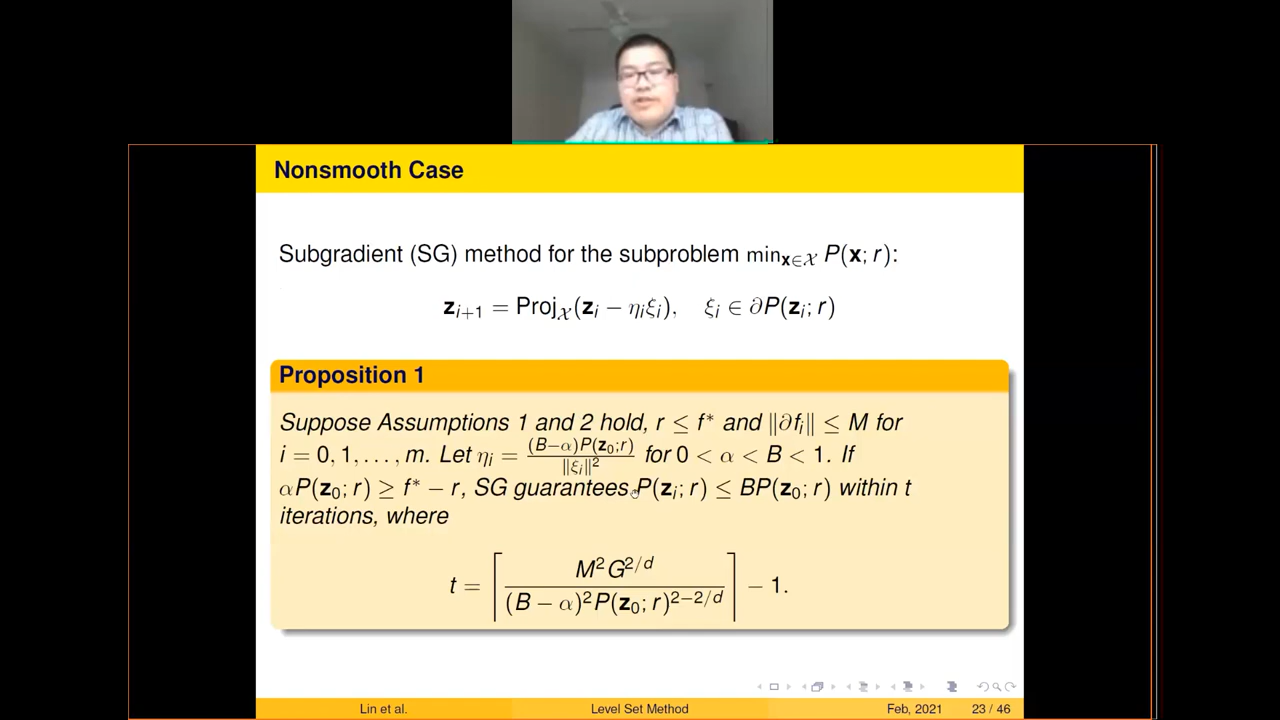 Nonsmooth Case
Subgradient (SG) method for the subproblem min_{x∈𝒳} P(x; r):
z_{i+1} = Proj_𝒳(z_i − η_iξ_i),   ξ_i ∈ ∂P(z_i; r)
Proposition 1
Suppose Assumptions 1 and 2 hold, r ≤ f* and ‖∂f_i‖ ≤ M for
i = 0, 1, . . . , m. Let η_i = (B−α)P(z_0;r) / ‖ξ_i‖² for 0 < α < B < 1. If
αP(z_0; r) ≥ f* − r, SG guarantees P(z_i; r) ≤ BP(z_0; r) within t
iterations, where
t = ⌈ M²G^{2/d} / (B − α)²P(z_0; r)^{2−2/d} ⌉ − 1.
Lin et al.
Level Set Method
Feb, 2021
23 / 46